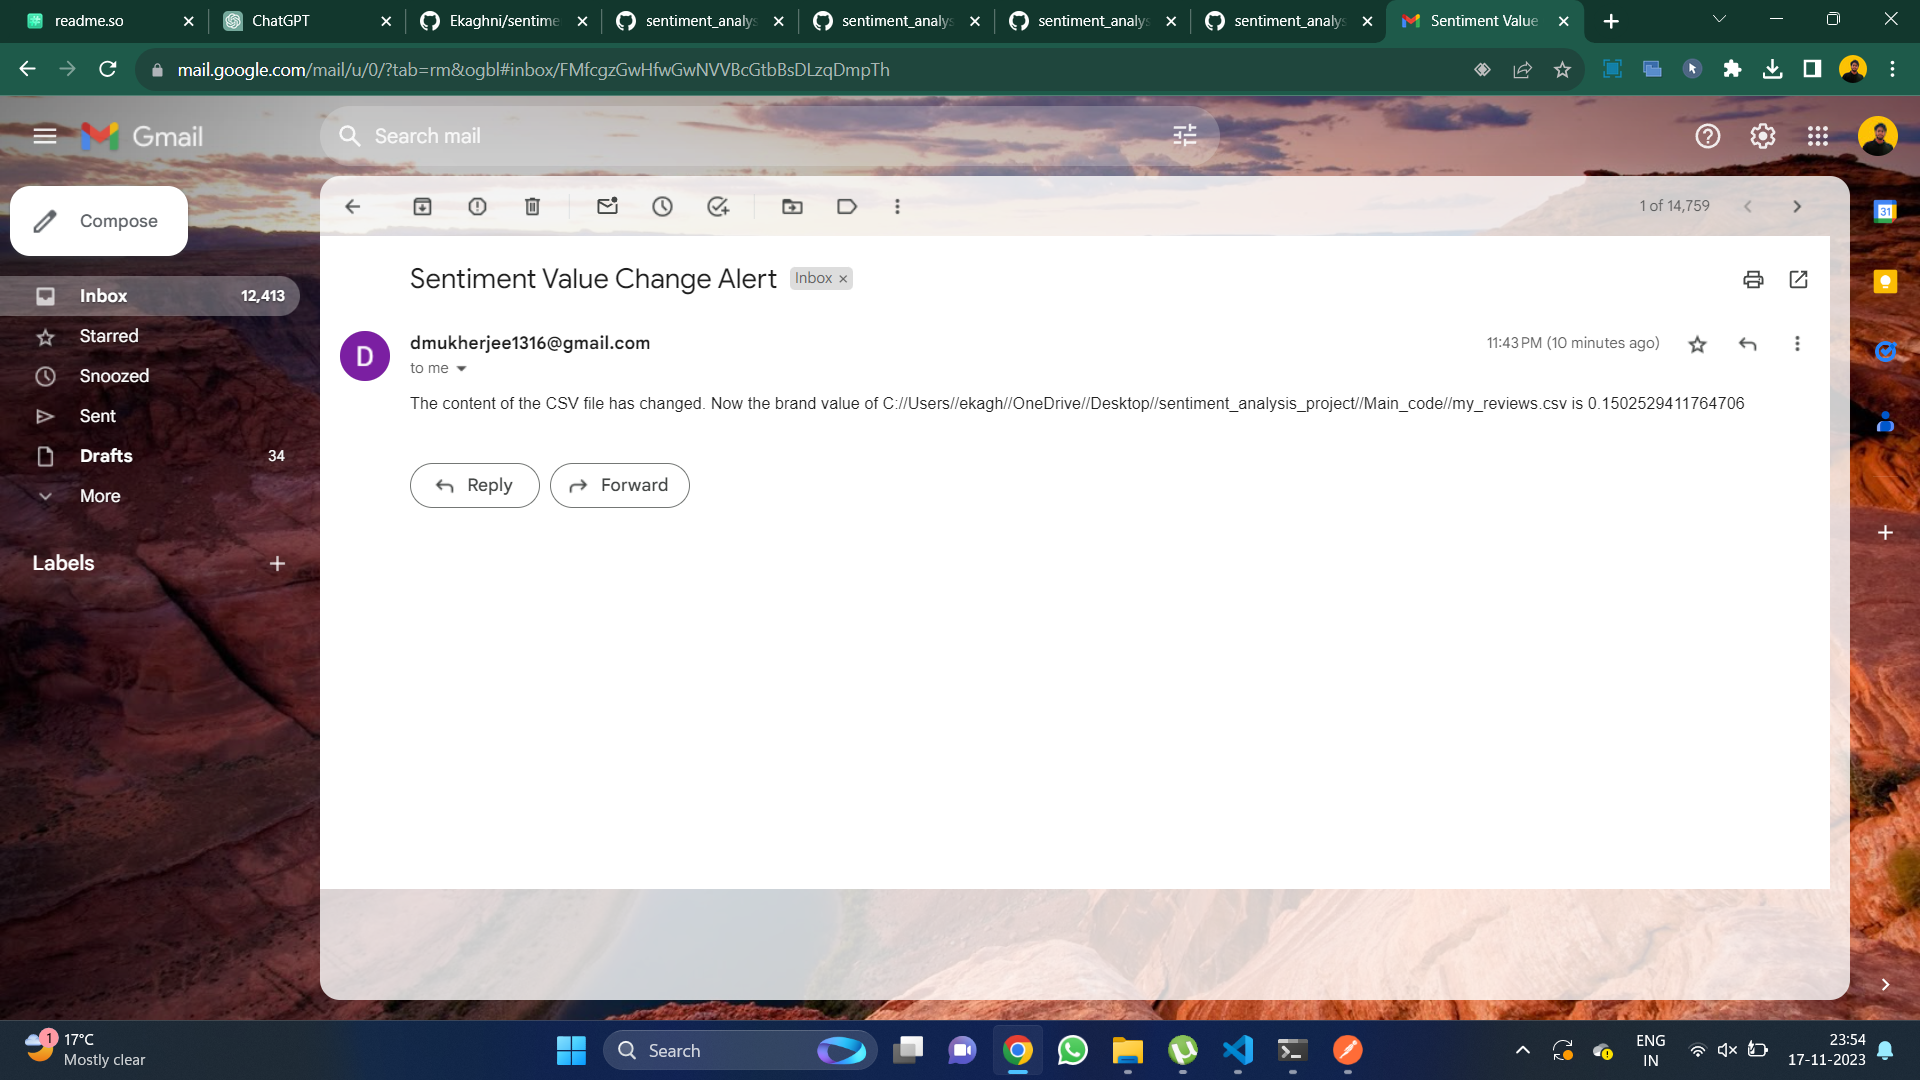 readme.so
ChatGPT
Ekaghni/sentime
sentiment_analys
sentiment_analys
sentiment_analys
sentiment_analys
Sentiment Value
mail.google.com/mail/u/0/?tab=rm&ogbl#inbox/FMfcgzGwHfwGwNVVBcGtbBsDLzqDmpTh
Gmail
Search mail
Compose
1 of 14,759
31
Inbox 12,413
Starred
Snoozed
Sent
Drafts 34
More
Labels
Sentiment Value Change Alert Inbox ×
D
dmukherjee1316@gmail.com
11:43 PM (10 minutes ago)
to me
The content of the CSV file has changed. Now the brand value of C://Users//ekagh//OneDrive//Desktop//sentiment_analysis_project//Main_code//my_reviews.csv is 0.1502529411764706
Reply
Forward
1
17°C
Mostly clear
Search
ENG
IN
23:54
17-11-2023